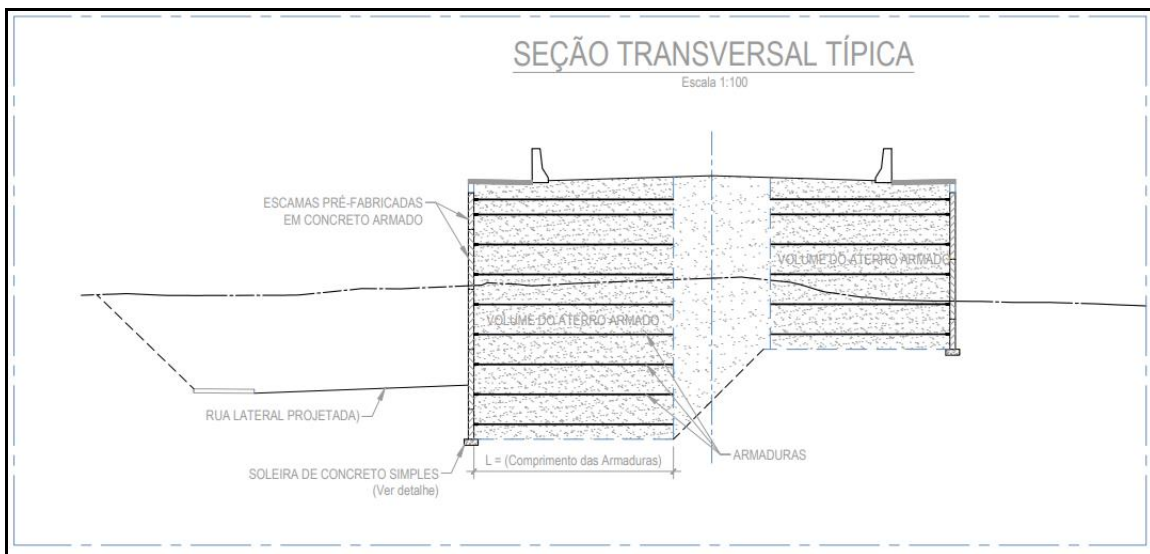 SEÇÃO TRANSVERSAL TÍPICA
Escala 1:100
ESCAMAS PRÉ-FABRICADAS
EM CONCRETO ARMADO
VOLUME DO ATERRO ARMADO
VOLUME DO ATERRO ARMADO
RUA LATERAL PROJETADA)
ARMADURAS
L = (Comprimento das Armaduras)
SOLEIRA DE CONCRETO SIMPLES
(Ver detalhe)